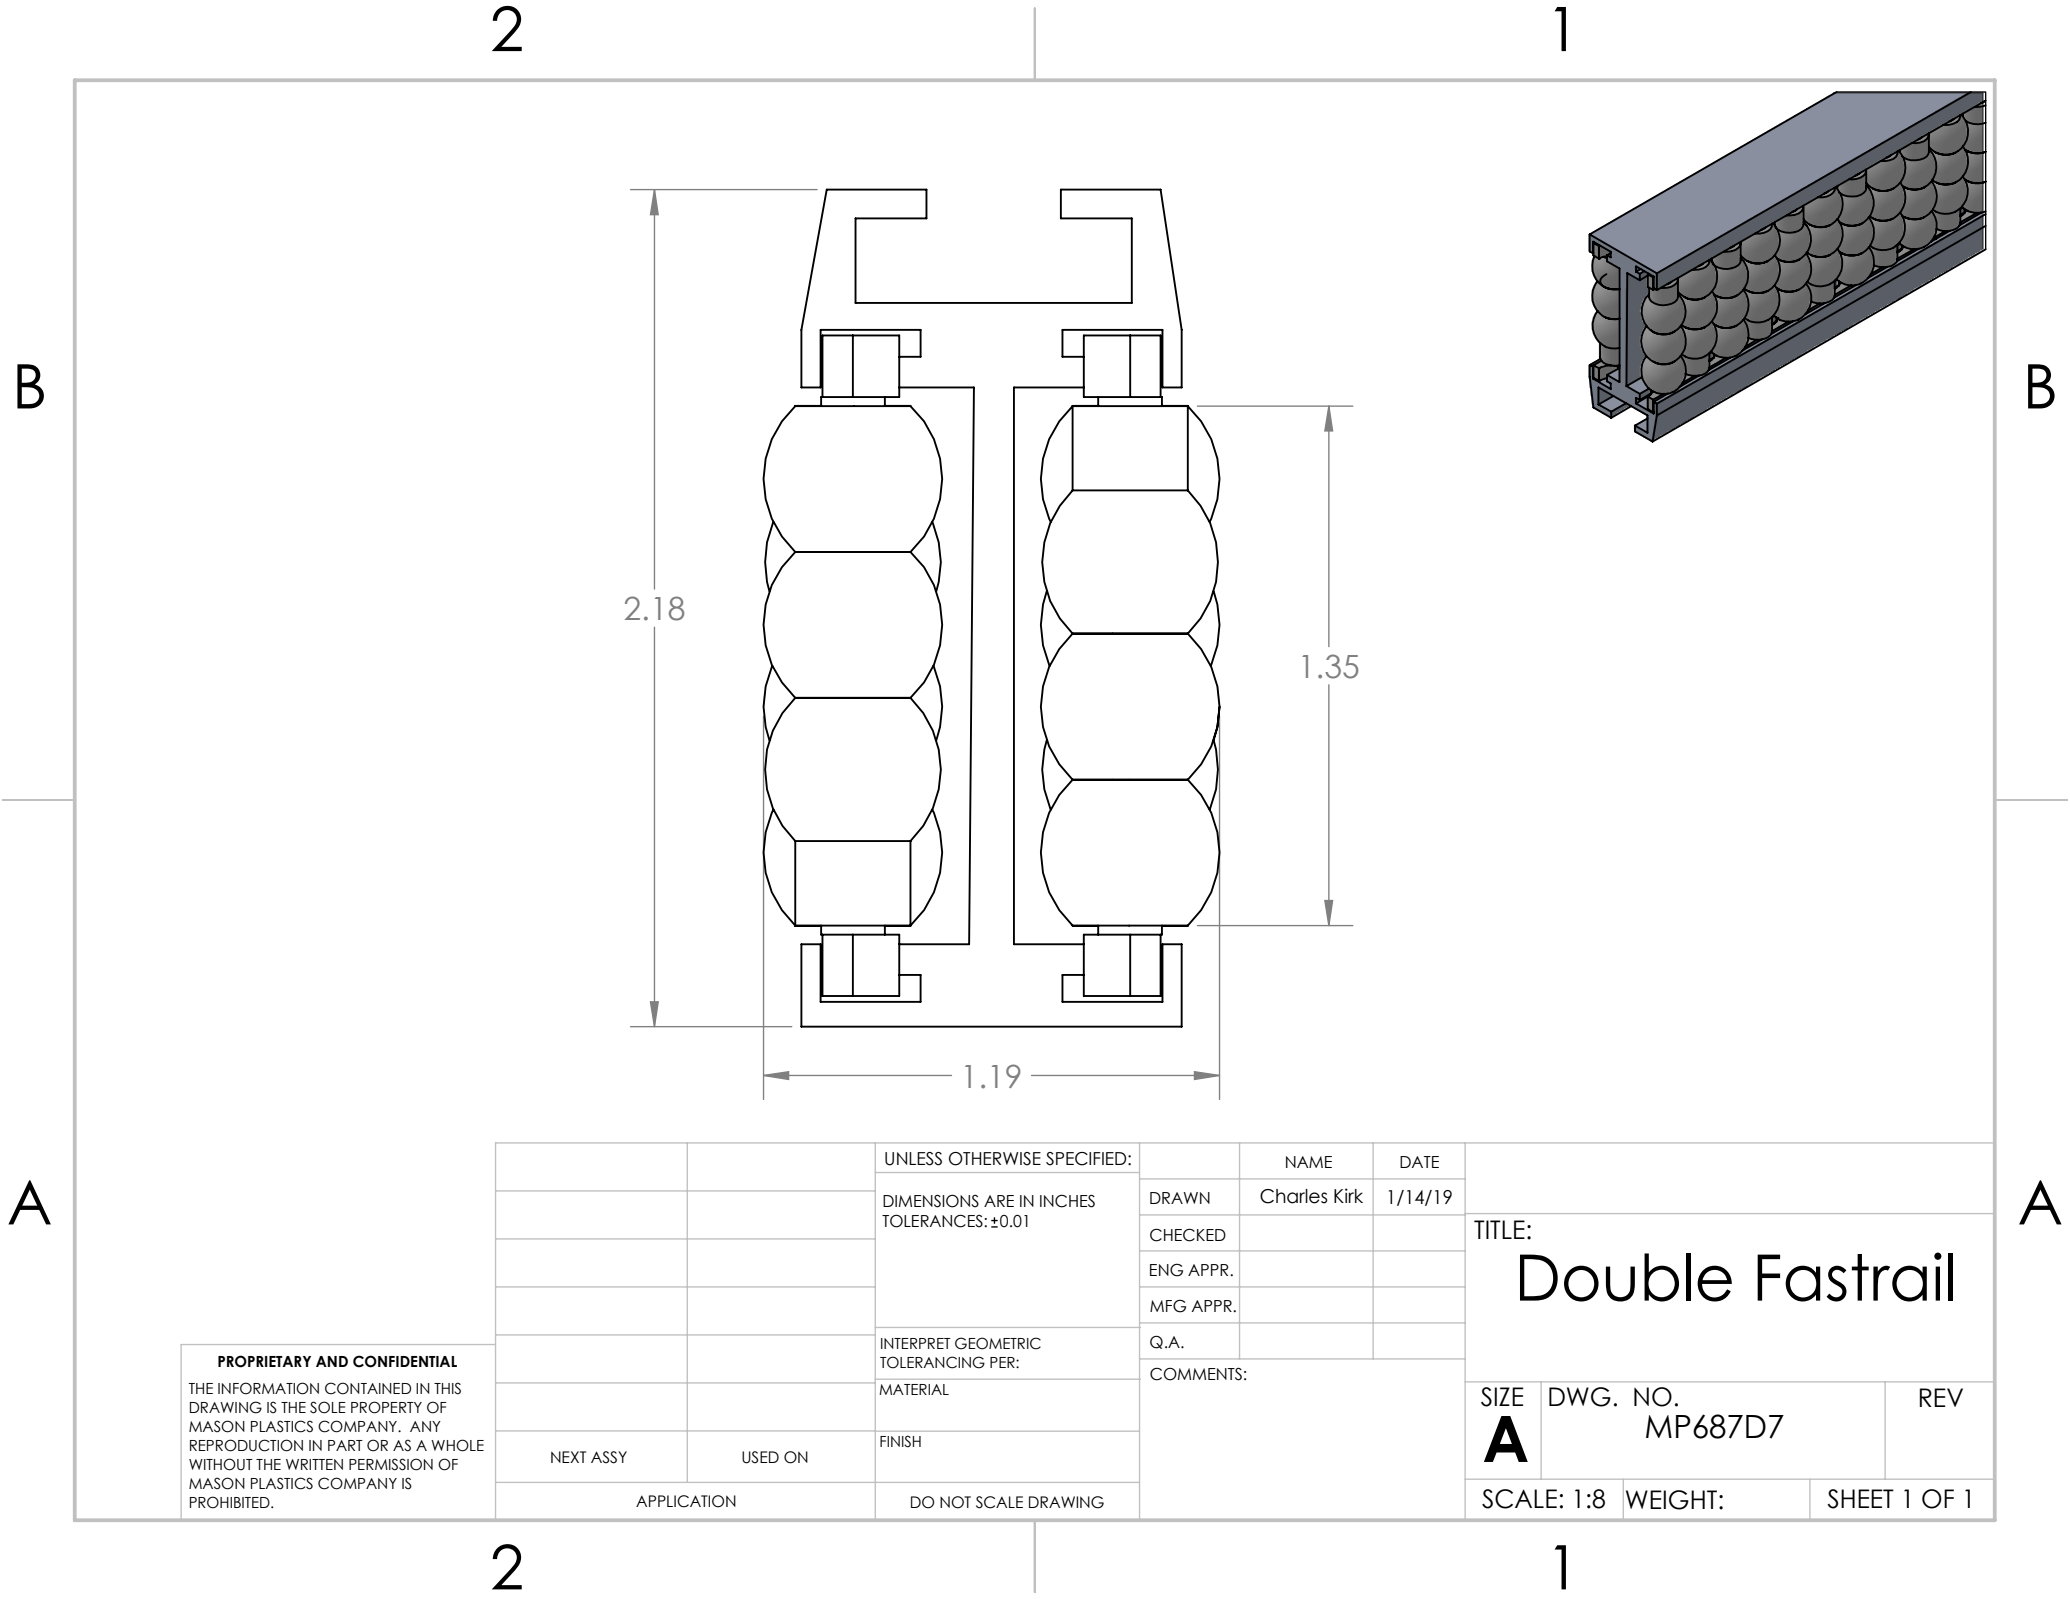 2
1
B
B
2.18
1.35
1.19
A
A
UNLESS OTHERWISE SPECIFIED:
DIMENSIONS ARE IN INCHES
TOLERANCES:±0.01
INTERPRET GEOMETRIC
TOLERANCING PER:
MATERIAL
FINISH
DO NOT SCALE DRAWING
NAME
DATE
DRAWN
Charles Kirk
1/14/19
CHECKED
ENG APPR.
MFG APPR.
Q.A.
COMMENTS:
TITLE:
Double Fastrail
SIZE
A
DWG. NO.
MP687D7
REV
SCALE: 1:8
WEIGHT:
SHEET 1 OF 1
PROPRIETARY AND CONFIDENTIAL
THE INFORMATION CONTAINED IN THIS
DRAWING IS THE SOLE PROPERTY OF
MASON PLASTICS COMPANY. ANY
REPRODUCTION IN PART OR AS A WHOLE
WITHOUT THE WRITTEN PERMISSION OF
MASON PLASTICS COMPANY IS
PROHIBITED.
NEXT ASSY
USED ON
APPLICATION
2
1